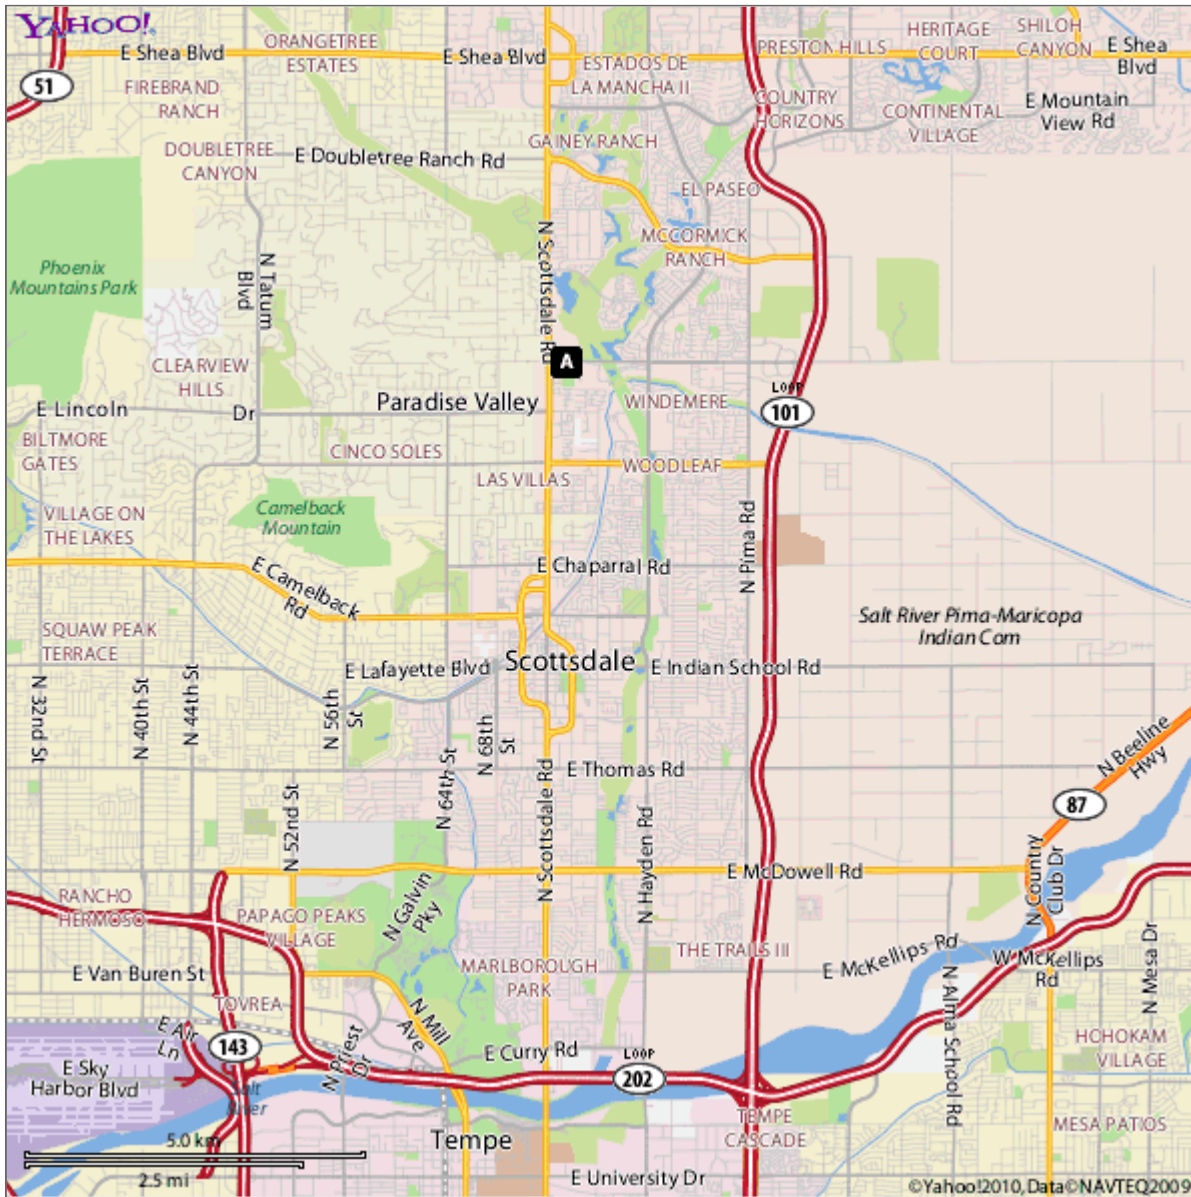 YAHOO!
E Shea Blvd
ORANGETREE
ESTATES
E Shea Blvd
ESTADOS DE
LA MANCHA II
PRESTON HILLS
HERITAGE
COURT
SHILOH
CANYON
E Shea
Blvd
51
FIREBRAND
RANCH
COUNTRY
HORIZONS
CONTINENTAL
VILLAGE
E Mountain
View Rd
DOUBLETREE
CANYON
E Doubletree Ranch Rd
GAINEY RANCH
EL PASEO
MCCORMICK
RANCH
Phoenix
Mountains Park
N Tatum
Blvd
N Scottsdale Rd
A
CLEARVIEW
HILLS
E Lincoln
Dr
Paradise Valley
WINDEMERE
LOOP
101
BILTMORE
GATES
CINCO SOLES
LAS VILLAS
WOODLEAF
VILLAGE ON
THE LAKES
Camelback
Mountain
N Pima Rd
E Camelback
Rd
E Chaparral Rd
SQUAW PEAK
TERRACE
Salt River Pima-Maricopa
Indian Com
E Lafayette Blvd
Scottsdale
E Indian School Rd
N 32nd St
N 40th St
N 44th St
N 56th
St
N 68th
St
N 64th St
E Thomas Rd
N Beeline
Hwy
87
N 52nd St
N Scottsdale Rd
N Hayden Rd
E McDowell Rd
N Country
Club Dr
RANCHO
HERMOSO
PAPAGO PEAKS
VILLAGE
N Galvin
Pky
THE TRAILS III
E Van Buren St
MARLBOROUGH
PARK
E McKellips Rd
W McKellips
Rd
N Mesa Dr
TOVREA
N Mill
Ave
N Alma School Rd
E Air
Ln
143
N Priest
Dr
E Curry Rd
LOOP
202
HOHOKAM
VILLAGE
E Sky
Harbor Blvd
Salt
River
TEMPE
CASCADE
MESA PATIOS
5.0 km
2.5 mi
Tempe
E University Dr
©Yahoo!2010, Data©NAVTEQ2009